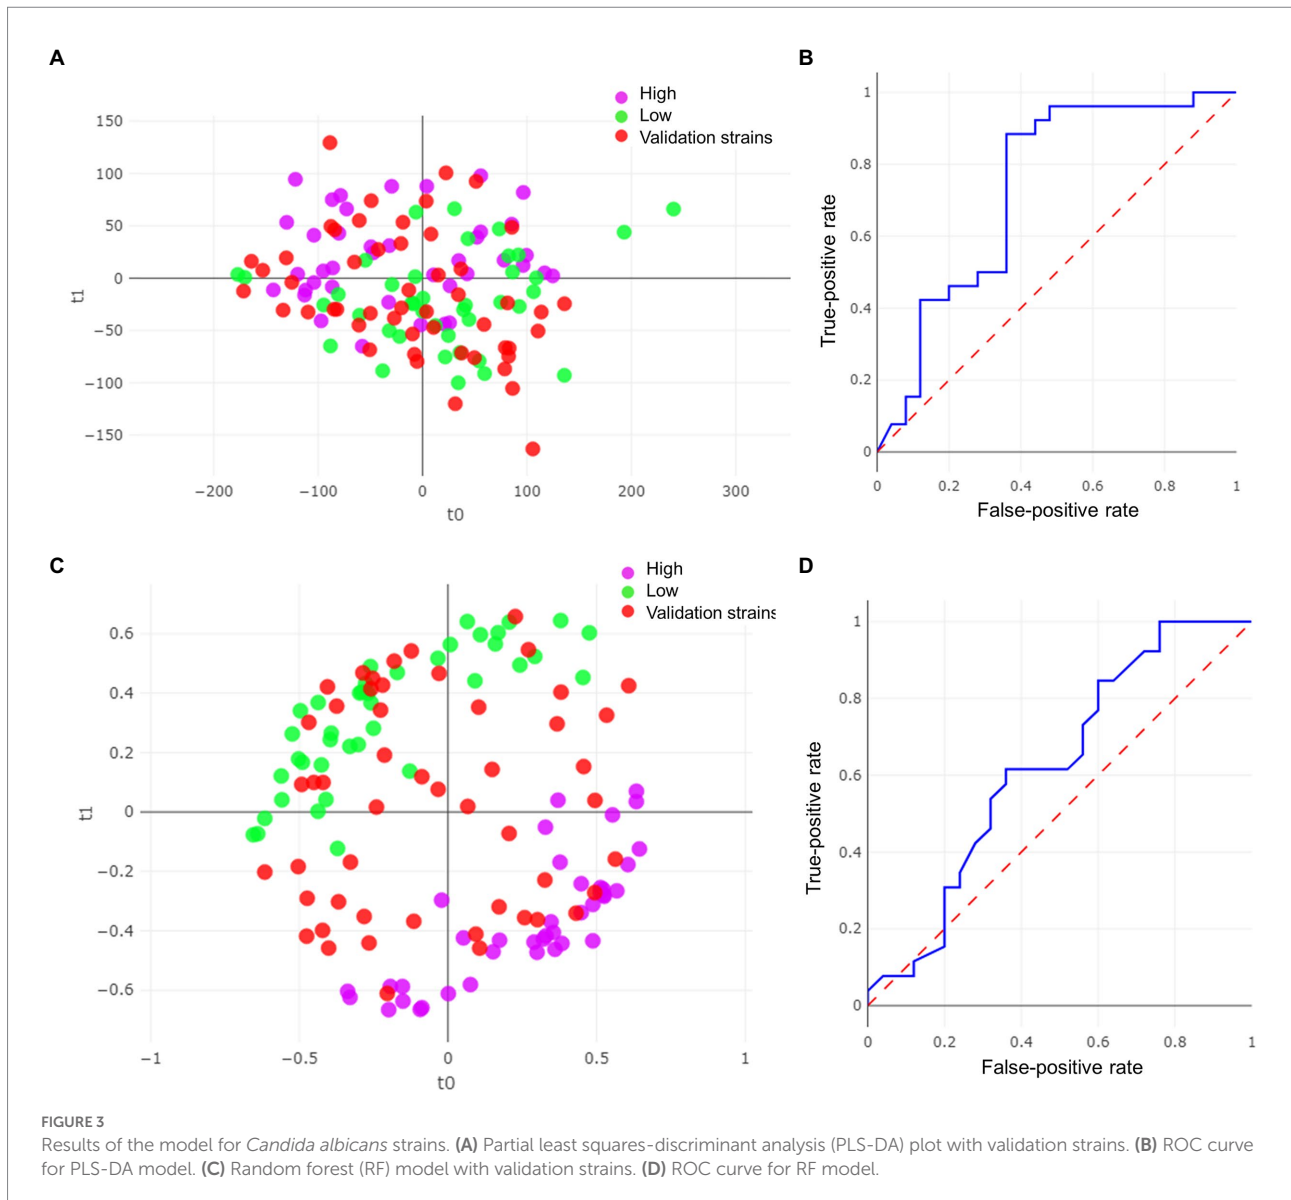 A
High
Low
Validation strains
150
100
50
0
−50
−100
−150
t1
−200
−100
0
100
200
300
t0
B
1
0.8
0.6
0.4
0.2
0
True-positive rate
0
0.2
0.4
0.6
0.8
1
False-positive rate
C
High
Low
Validation strains
0.6
0.4
0.2
0
−0.2
−0.4
−0.6
t1
−1
−0.5
0
0.5
1
t0
D
1
0.8
0.6
0.4
0.2
0
True-positive rate
0
0.2
0.4
0.6
0.8
1
False-positive rate
FIGURE 3
Results of the model for Candida albicans strains. (A) Partial least squares-discriminant analysis (PLS-DA) plot with validation strains. (B) ROC curve
for PLS-DA model. (C) Random forest (RF) model with validation strains. (D) ROC curve for RF model.